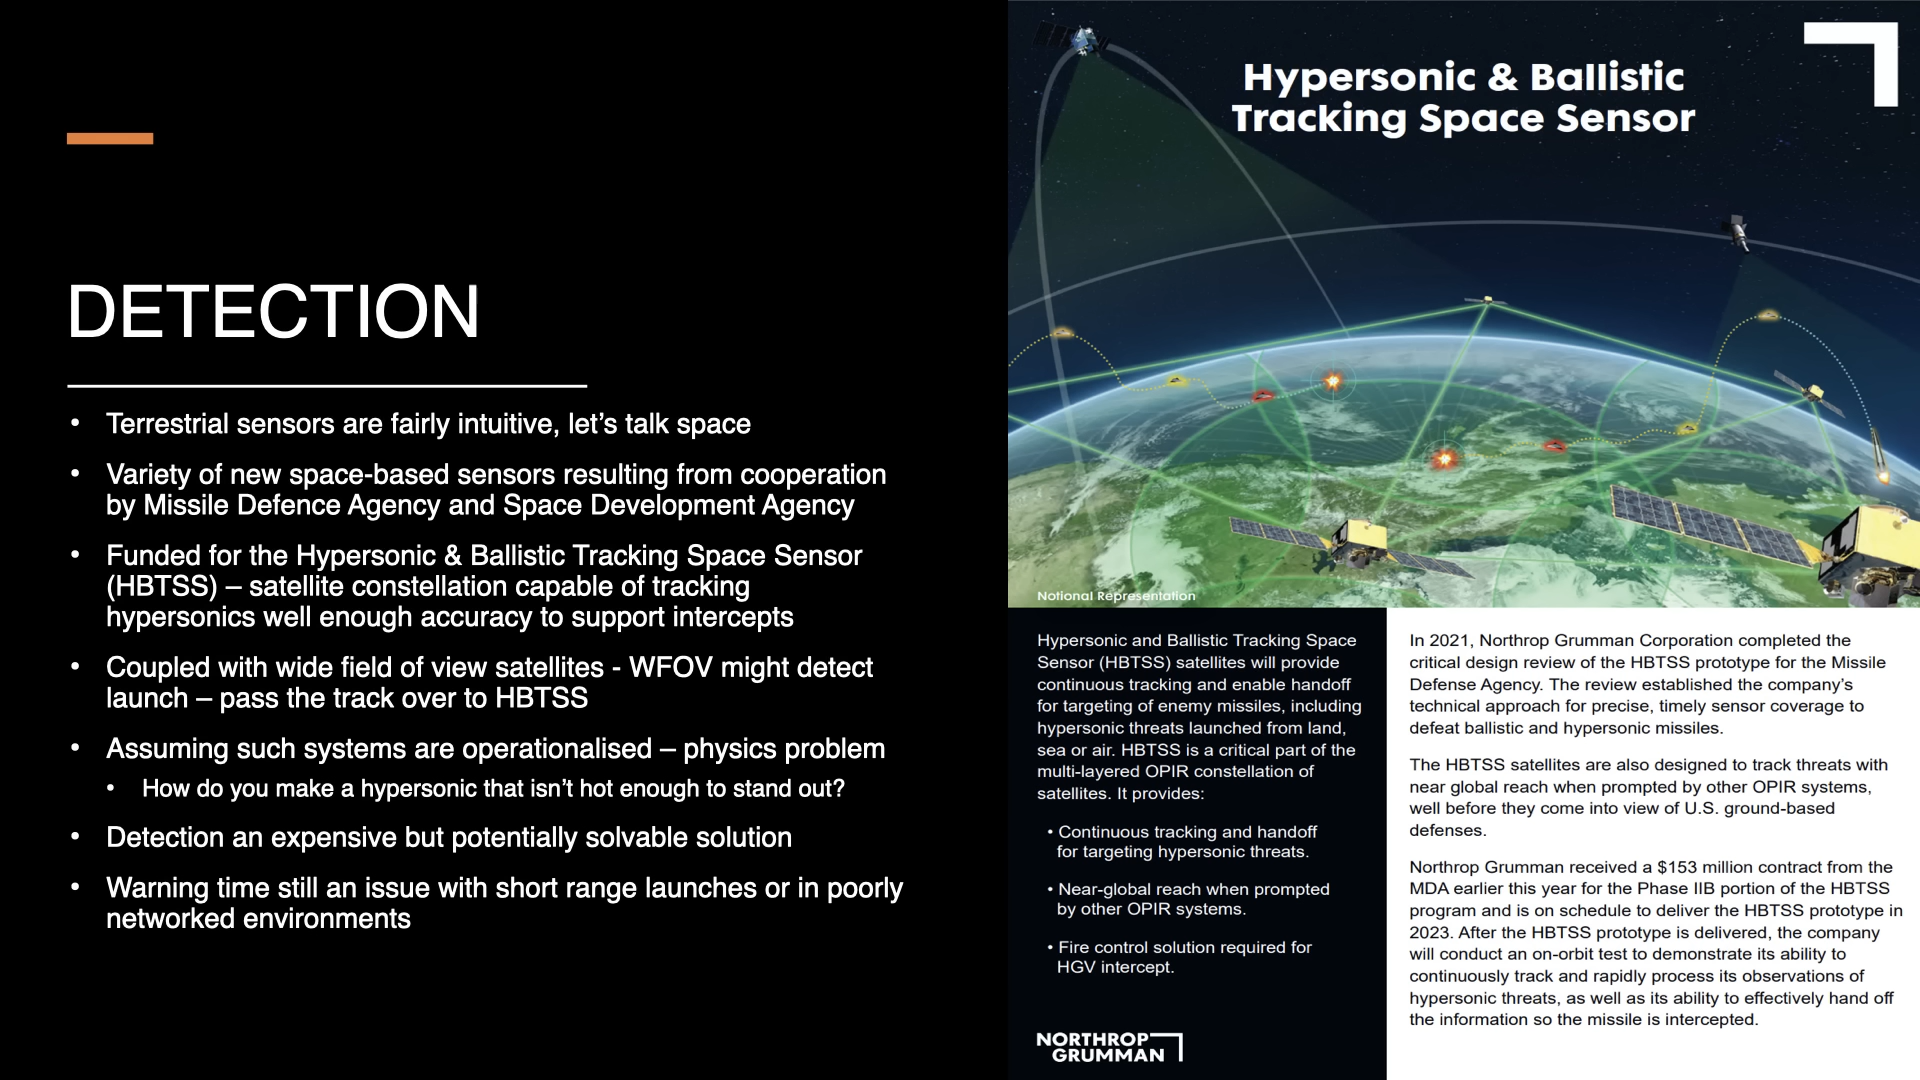 DETECTION
• Terrestrial sensors are fairly intuitive, let’s talk space
• Variety of new space-based sensors resulting from cooperation
by Missile Defence Agency and Space Development Agency
• Funded for the Hypersonic & Ballistic Tracking Space Sensor
(HBTSS) – satellite constellation capable of tracking
hypersonics well enough accuracy to support intercepts
• Coupled with wide field of view satellites - WFOV might detect
launch – pass the track over to HBTSS
• Assuming such systems are operationalised – physics problem
• How do you make a hypersonic that isn’t hot enough to stand out?
• Detection an expensive but potentially solvable solution
• Warning time still an issue with short range launches or in poorly
networked environments
Hypersonic & Ballistic
Tracking Space Sensor
Notional Representation
Hypersonic and Ballistic Tracking Space
Sensor (HBTSS) satellites will provide
continuous tracking and enable handoff
for targeting of enemy missiles, including
hypersonic threats launched from land,
sea or air. HBTSS is a critical part of the
multi-layered OPIR constellation of
satellites. It provides:
• Continuous tracking and handoff
for targeting hypersonic threats.
• Near-global reach when prompted
by other OPIR systems.
• Fire control solution required for
HGV intercept.
NORTHROP
GRUMMAN
In 2021, Northrop Grumman Corporation completed the
critical design review of the HBTSS prototype for the Missile
Defense Agency. The review established the company’s
technical approach for precise, timely sensor coverage to
defeat ballistic and hypersonic missiles.
The HBTSS satellites are also designed to track threats with
near global reach when prompted by other OPIR systems,
well before they come into view of U.S. ground-based
defenses.
Northrop Grumman received a $153 million contract from the
MDA earlier this year for the Phase IIB portion of the HBTSS
program and is on schedule to deliver the HBTSS prototype in
2023. After the HBTSS prototype is delivered, the company
will conduct an on-orbit test to demonstrate its ability to
continuously track and rapidly process its observations of
hypersonic threats, as well as its ability to effectively hand off
the information so the missile is intercepted.